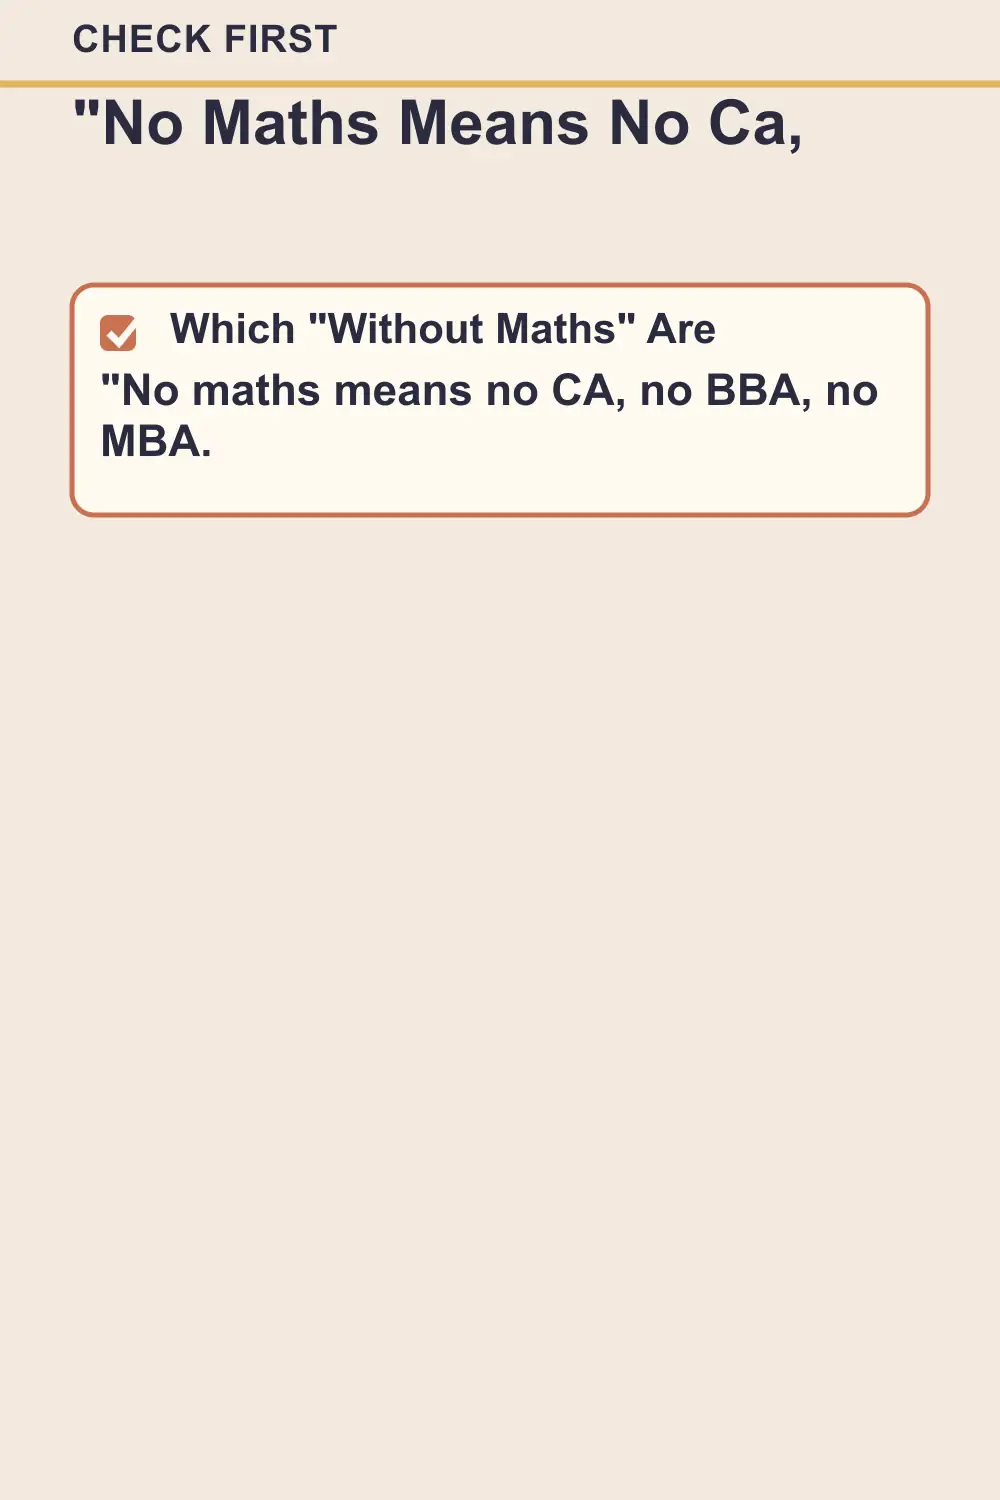 CHECK FIRST
"No Maths Means No Ca,
Which "Without Maths" Are
"No maths means no CA, no BBA, no
MBA.